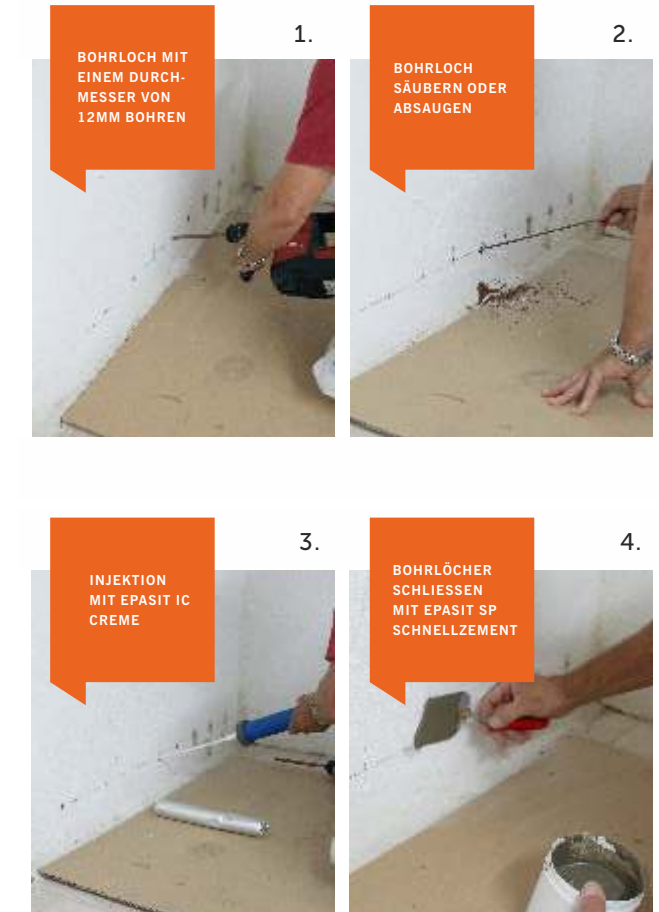 1.
BOHRLOCH MIT
EINEM DURCH-
MESSER VON
12MM BOHREN
2.
BOHRLOCH
SÄUBERN ODER
ABSAUGEN
3.
INJEKTION
MIT EPASIT IC
CREME
4.
BOHRLÖCHER
SCHLIESSEN
MIT EPASIT SP
SCHNELLZEMENT